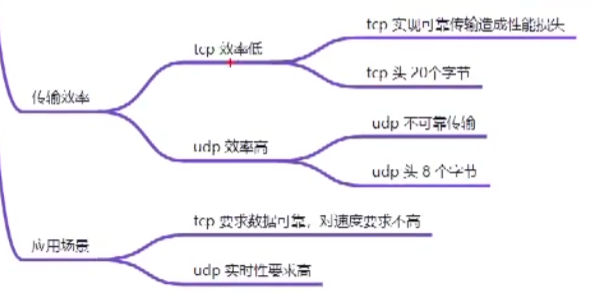 传输效率
tcp 效率低
tcp 实现可靠传输造成性能损失
tcp 头 20个字节
udp 效率高
udp 不可靠传输
udp 头 8 个字节
应用场景
tcp 要求数据可靠，对速度要求不高
udp 实时性要求高